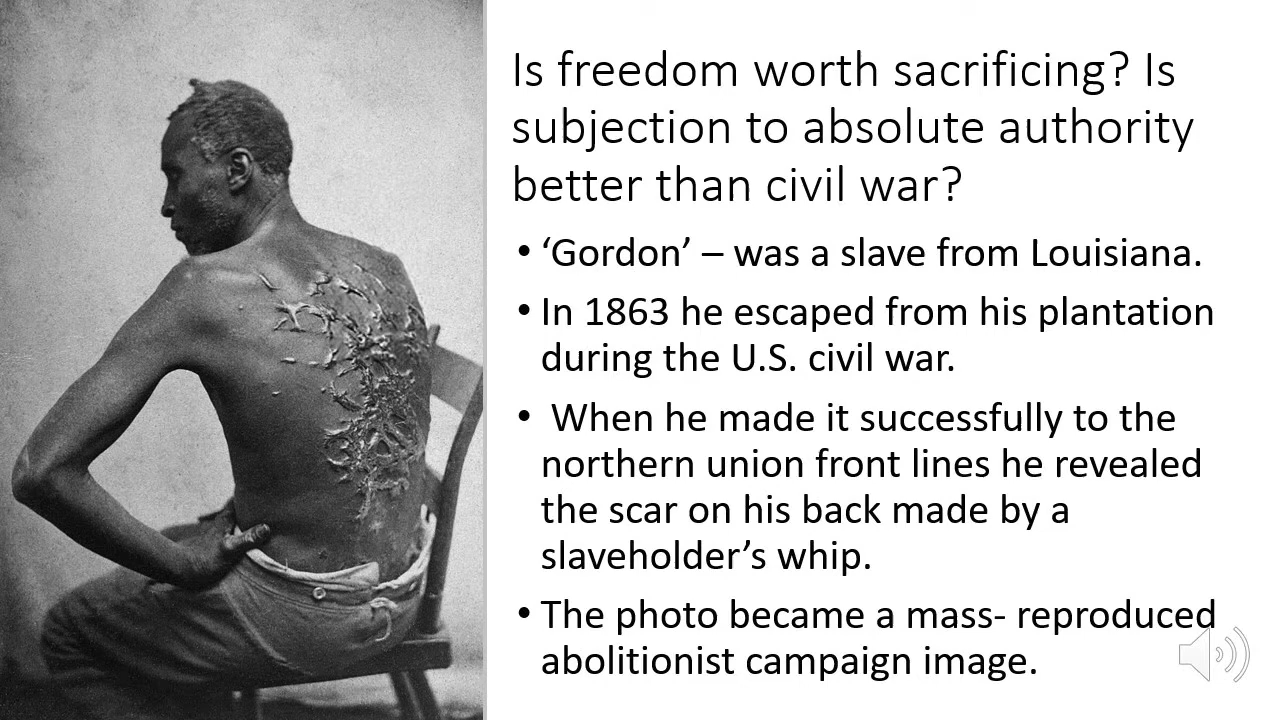 Is freedom worth sacrificing? Is
subjection to absolute authority
better than civil war?
• ‘Gordon’ – was a slave from Louisiana.
• In 1863 he escaped from his plantation
during the U.S. civil war.
• When he made it successfully to the
northern union front lines he revealed
the scar on his back made by a
slaveholder’s whip.
• The photo became a mass- reproduced
abolitionist campaign image.